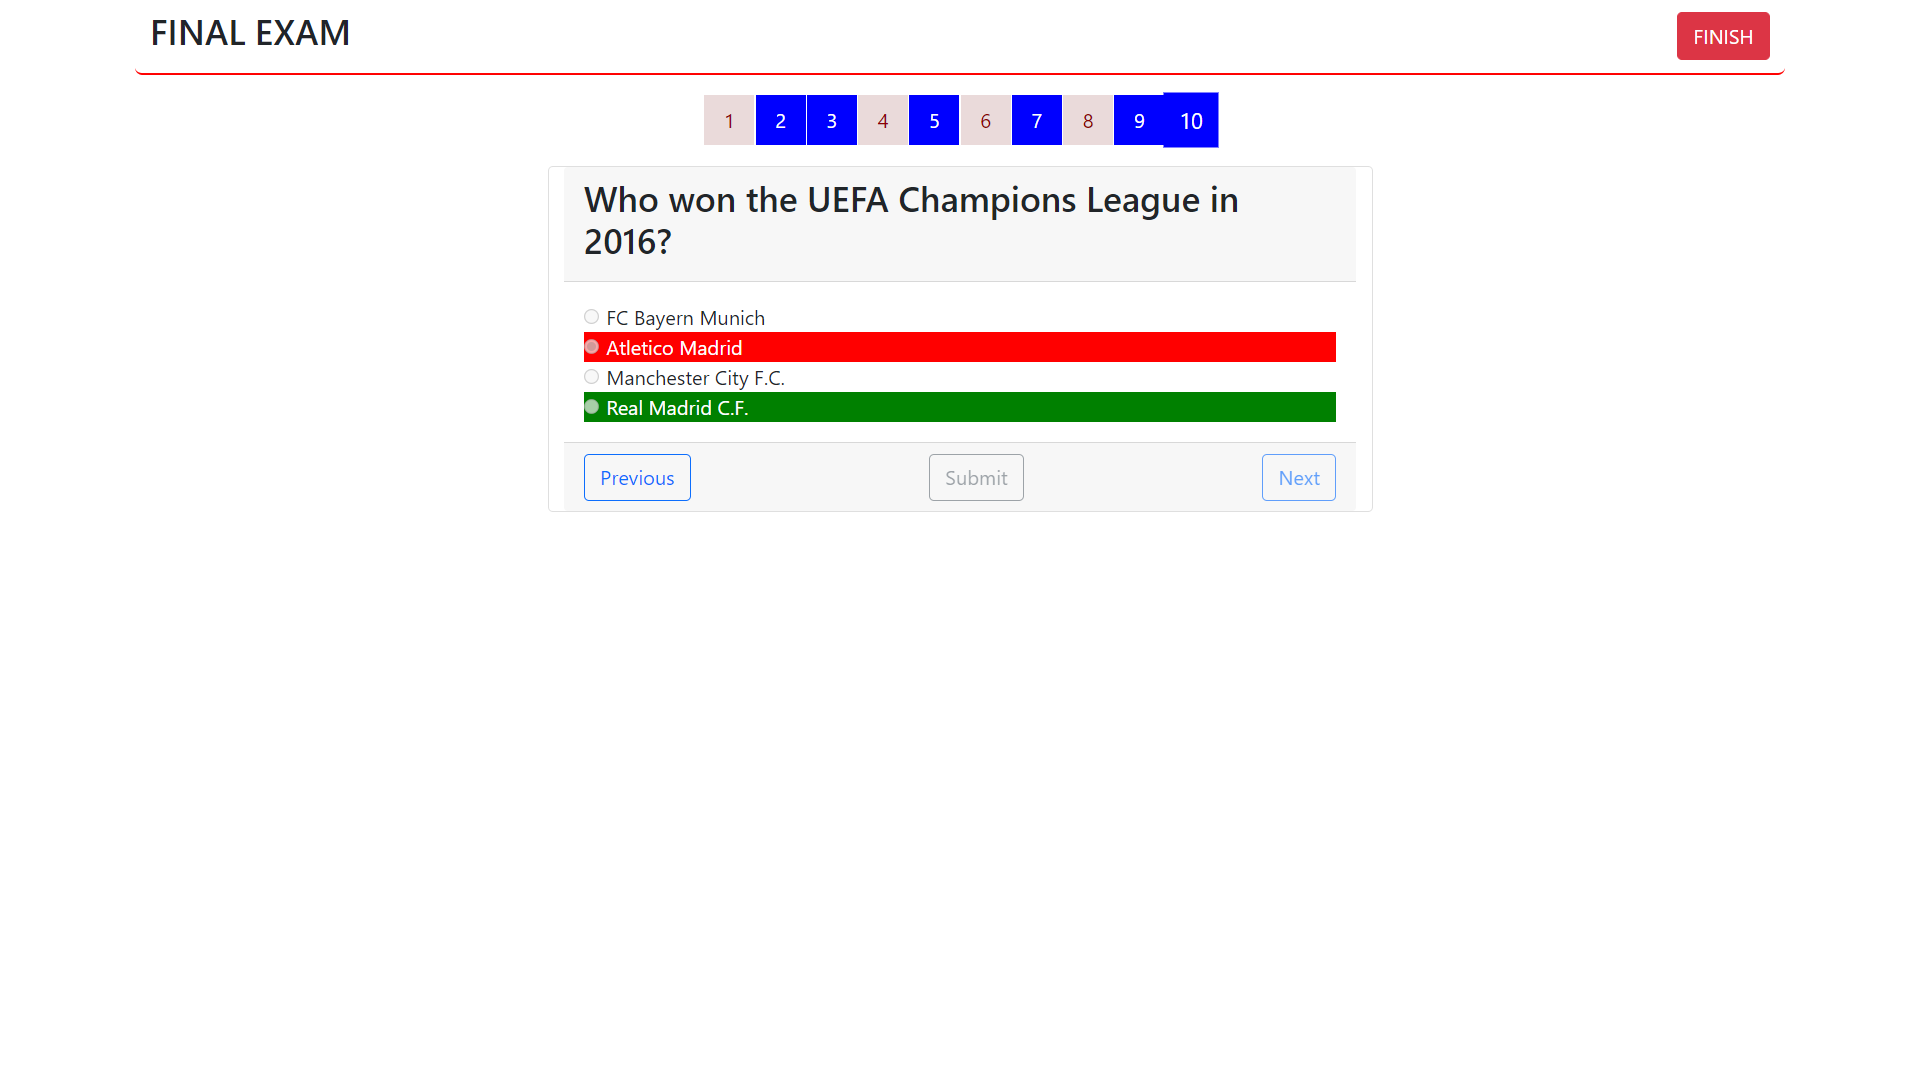 FINAL EXAM
FINISH
1 2 3 4 5 6 7 8 9 10
Who won the UEFA Champions League in
2016?
FC Bayern Munich
Atletico Madrid
Manchester City F.C.
Real Madrid C.F.
Previous
Submit
Next